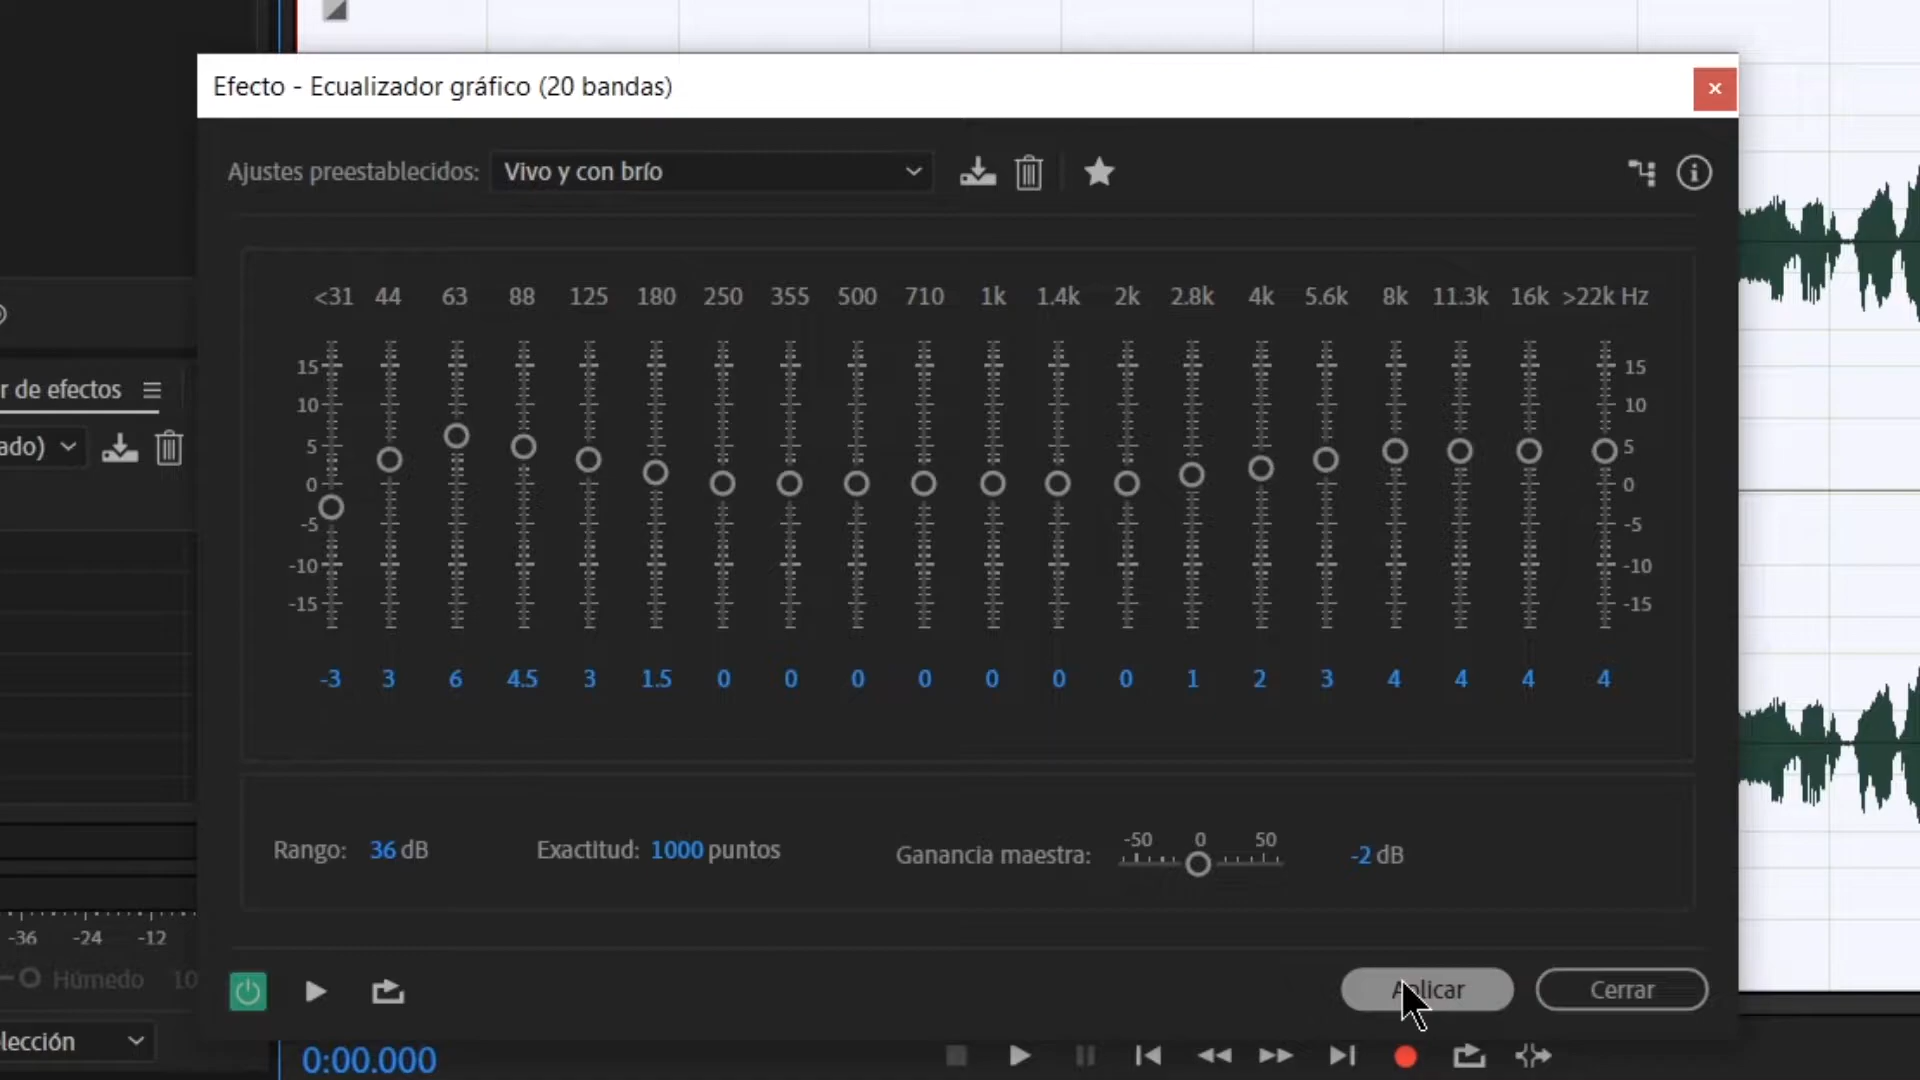 Efecto - Ecualizador gráfico (20 bandas)
Ajustes preestablecidos: Vivo y con brío
<31 44 63 88 125 180 250 355 500 710 1k 1.4k 2k 2.8k 4k 5.6k 8k 11.3k 16k >22k Hz
15 15
10 10
5 5
0 0
-5 -5
-10 -10
-15 -15
-3 3 6 4.5 3 1.5 0 0 0 0 0 0 0 1 2 3 4 4 4 4
Rango: 36 dB Exactitud: 1000 puntos Ganancia maestra: -50 0 50 -2 dB
Aplicar Cerrar
r de efectos
ado)
-36 -24 -12
Húmedo 10
lección
0:00.000